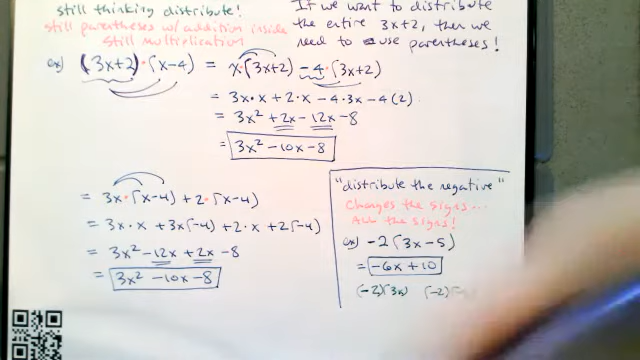 still thinking distribute!
still parentheses w/ addition inside
still multiplication
If we want to distribute
the entire 3x+2, then we
need to use parentheses!
ex) (3x+2)·(x-4) = x·(3x+2) -4·(3x+2)
= 3x·x + 2·x - 4·3x - 4(2)
= 3x² + 2x - 12x - 8
= 3x² - 10x - 8
= 3x·(x-4) + 2·(x-4)
= 3x·x + 3x(-4) + 2·x + 2(-4)
= 3x² - 12x + 2x - 8
= 3x² - 10x - 8
"distribute the negative"
Changes the signs...
ALL the signs!
ex) -2(3x-5)
= -6x + 10
(-2)(3x) (-2)